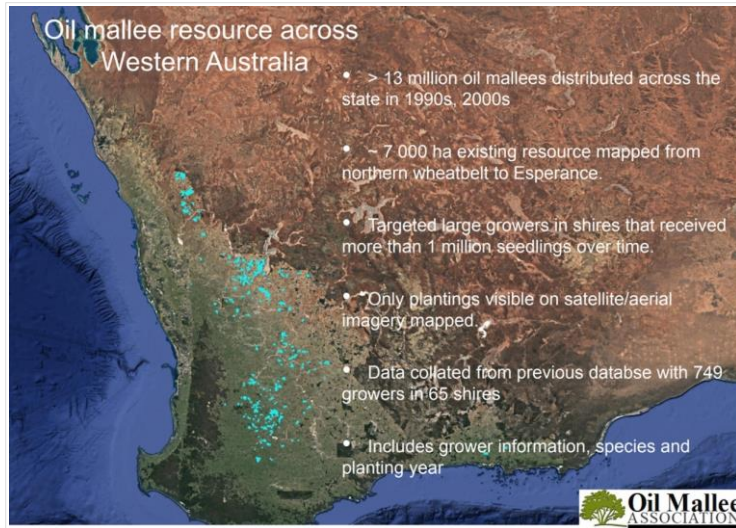 Oil mallee resource across
Western Australia
• > 13 million oil mallees distributed across the
state in 1990s, 2000s
• ~ 7 000 ha existing resource mapped from
northern wheatbelt to Esperance.
• Targeted large growers in shires that received
more than 1 million seedlings over time.
• Only plantings visible on satellite/aerial
imagery mapped.
• Data collated from previous databse with 749
growers in 65 shires
• Includes grower information, species and
planting year
Oil Mallee
ASSOCIATION